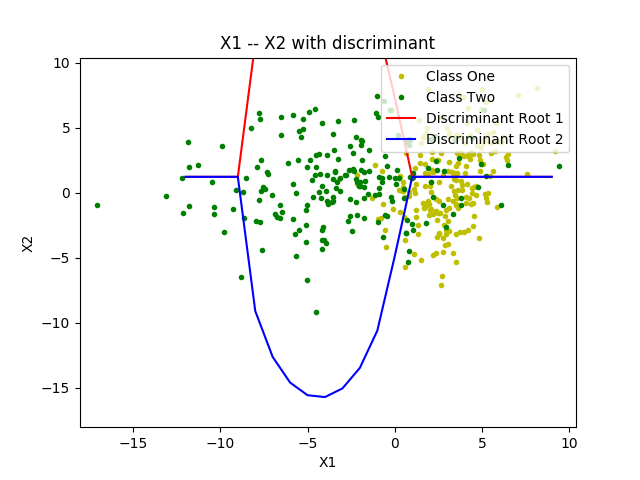 X1 -- X2 with discriminant
Class One
Class Two
Discriminant Root 1
Discriminant Root 2
10
5
0
−5
−10
−15
X2
−15
−10
−5
0
5
10
X1